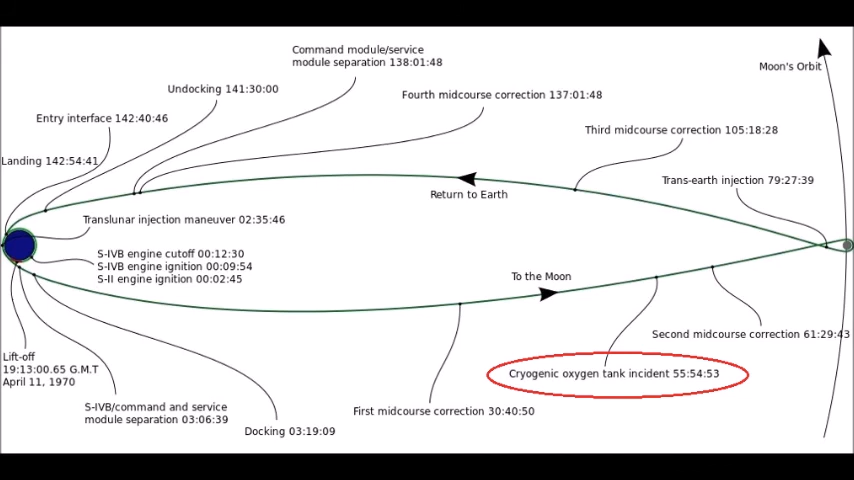 Command module/service
module separation 138:01:48
Moon's Orbit
Undocking 141:30:00
Fourth midcourse correction 137:01:48
Entry interface 142:40:46
Third midcourse correction 105:18:28
Landing 142:54:41
Trans-earth injection 79:27:39
Return to Earth
Translunar injection maneuver 02:35:46
S-IVB engine cutoff 00:12:30
S-IVB engine ignition 00:09:54
S-II engine ignition 00:02:45
To the Moon
Second midcourse correction 61:29:43
Lift-off
19:13:00.65 G.M.T
April 11, 1970
Cryogenic oxygen tank incident 55:54:53
S-IVB/command and service
module separation 03:06:39
First midcourse correction 30:40:50
Docking 03:19:09